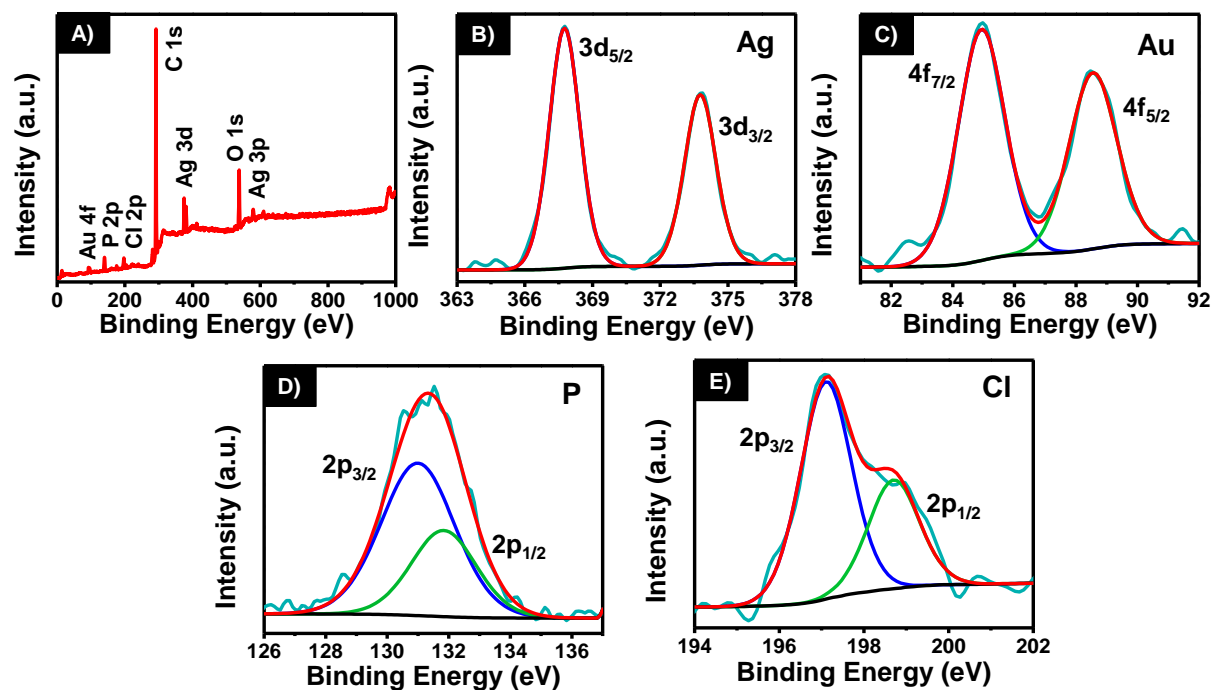 A)
Intensity (a.u.)
Au 4f
P 2p
Cl 2p
C 1s
Ag 3d
O 1s
Ag 3p
0 200 400 600 800 1000
Binding Energy (eV)
B)
Ag
Intensity (a.u.)
3d5/2
3d3/2
363 366 369 372 375 378
Binding Energy (eV)
C)
Au
Intensity (a.u.)
4f7/2
4f5/2
82 84 86 88 90 92
Binding Energy (eV)
D)
P
Intensity (a.u.)
2p3/2
2p1/2
126 128 130 132 134 136
Binding Energy (eV)
E)
Cl
Intensity (a.u.)
2p3/2
2p1/2
194 196 198 200 202
Binding Energy (eV)